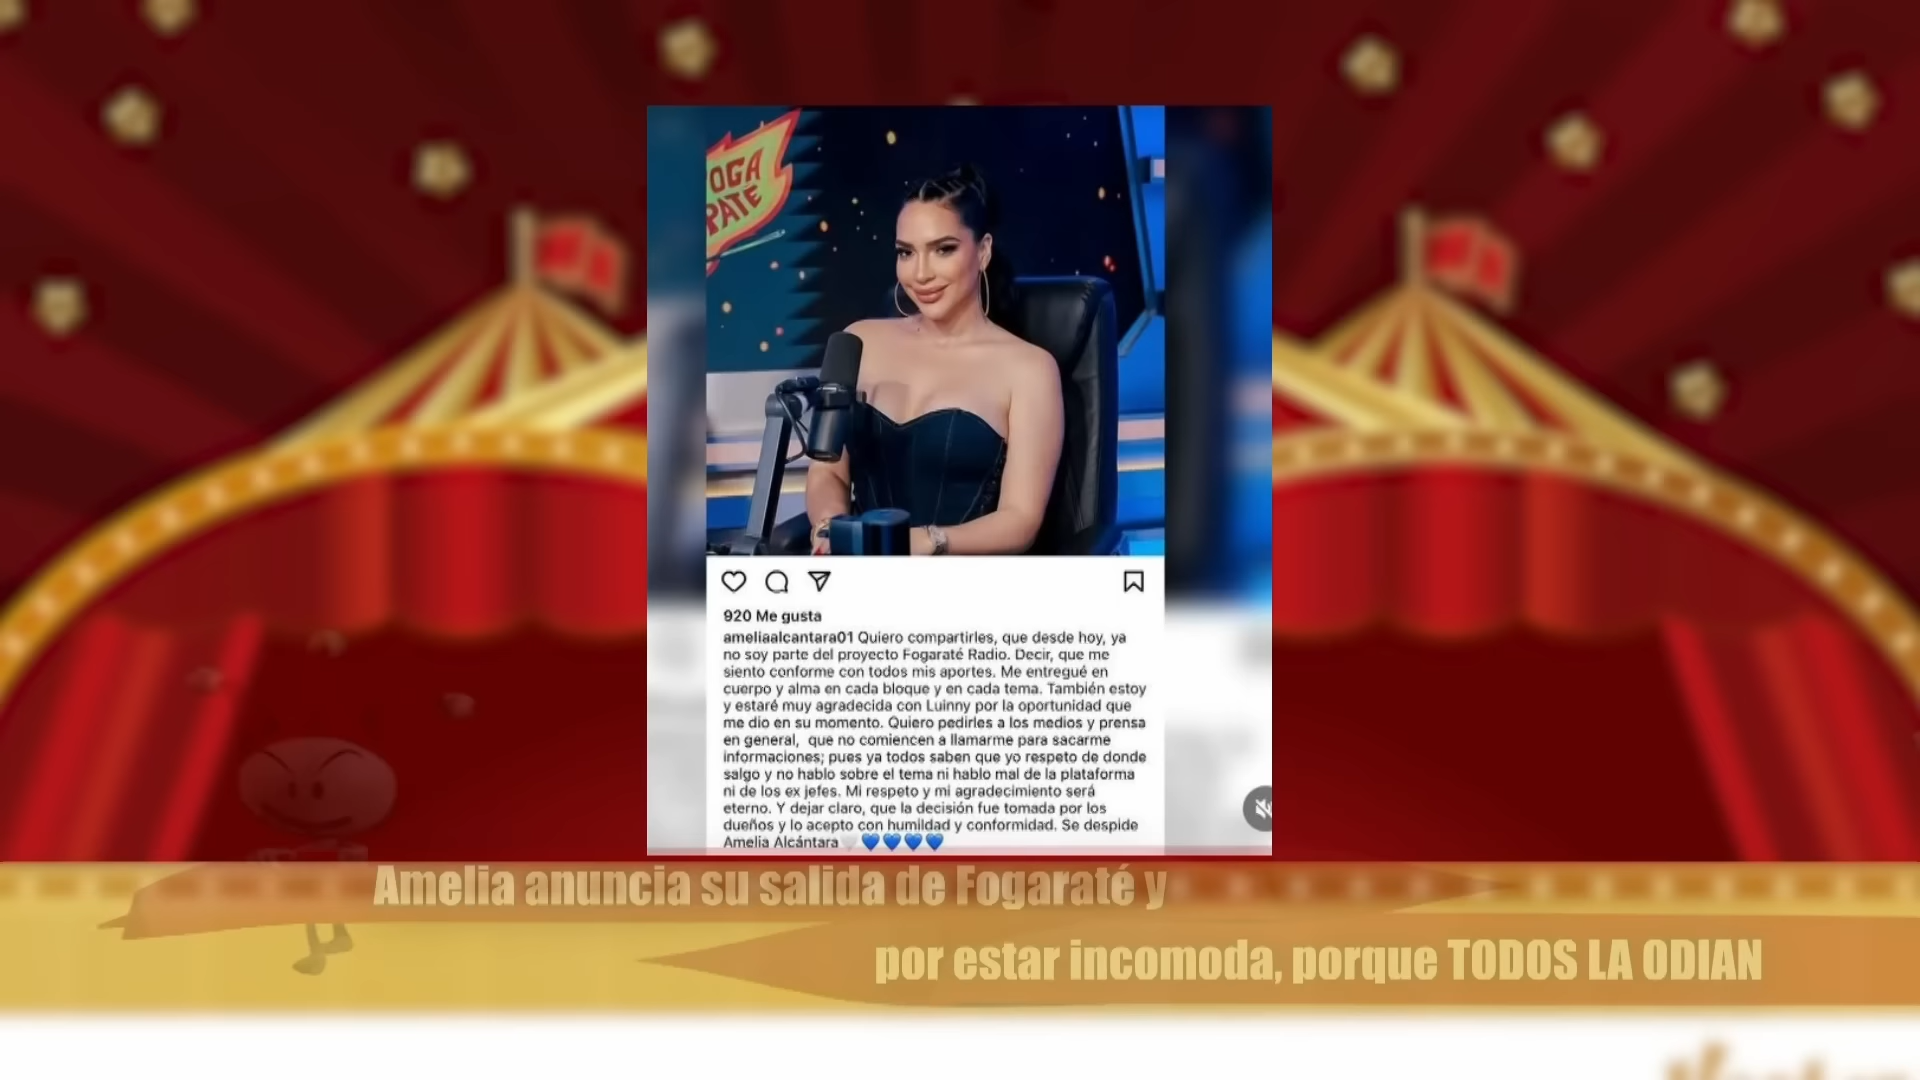 OGA
RATE
920 Me gusta
ameliaalcantara01 Quiero compartirles, que desde hoy, ya
no soy parte del proyecto Fogaraté Radio. Decir, que me
siento conforme con todos mis aportes. Me entregué en
cuerpo y alma en cada bloque y en cada tema. También estoy
y estaré muy agradecida con Luinny por la oportunidad que
me dio en su momento. Quiero pedirles a los medios y prensa
en general, que no comiencen a llamarme para sacarme
informaciones; pues ya todos saben que yo respeto de donde
salgo y no hablo sobre el tema ni hablo mal de la plataforma
ni de los ex jefes. Mi respeto y mi agradecimiento será
eterno. Y dejar claro, que la decisión fue tomada por los
dueños y lo acepto con humildad y conformidad. Se despide
Amelia Alcántara 🤍💙💙💙💙
Amelia anuncia su salida de Fogaraté y
por estar incomoda, porque TODOS LA ODIAN